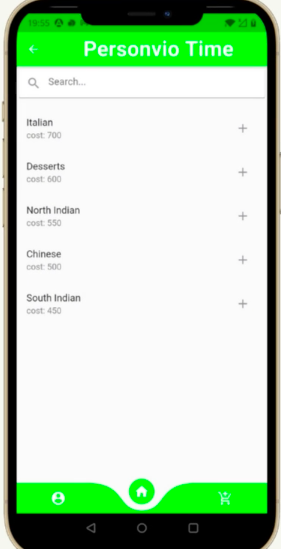 19:55
Personvio Time
Search...
Italian
cost: 700
Desserts
cost: 600
North Indian
cost: 550
Chinese
cost: 500
South Indian
cost: 450